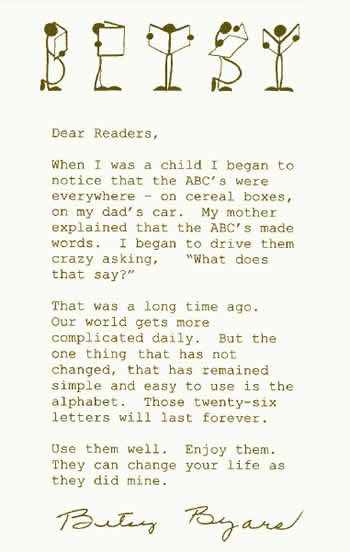 BETSY
Dear Readers,
When I was a child I began to
notice that the ABC's were
everywhere - on cereal boxes,
on my dad's car.  My mother
explained that the ABC's made
words.  I began to drive them
crazy asking,  "What does
that say?"
That was a long time ago.
Our world gets more
complicated daily.  But the
one thing that has not
changed, that has remained
simple and easy to use is the
alphabet.  Those twenty-six
letters will last forever.
Use them well.  Enjoy them.
They can change your life as
they did mine.
Betsy Byars